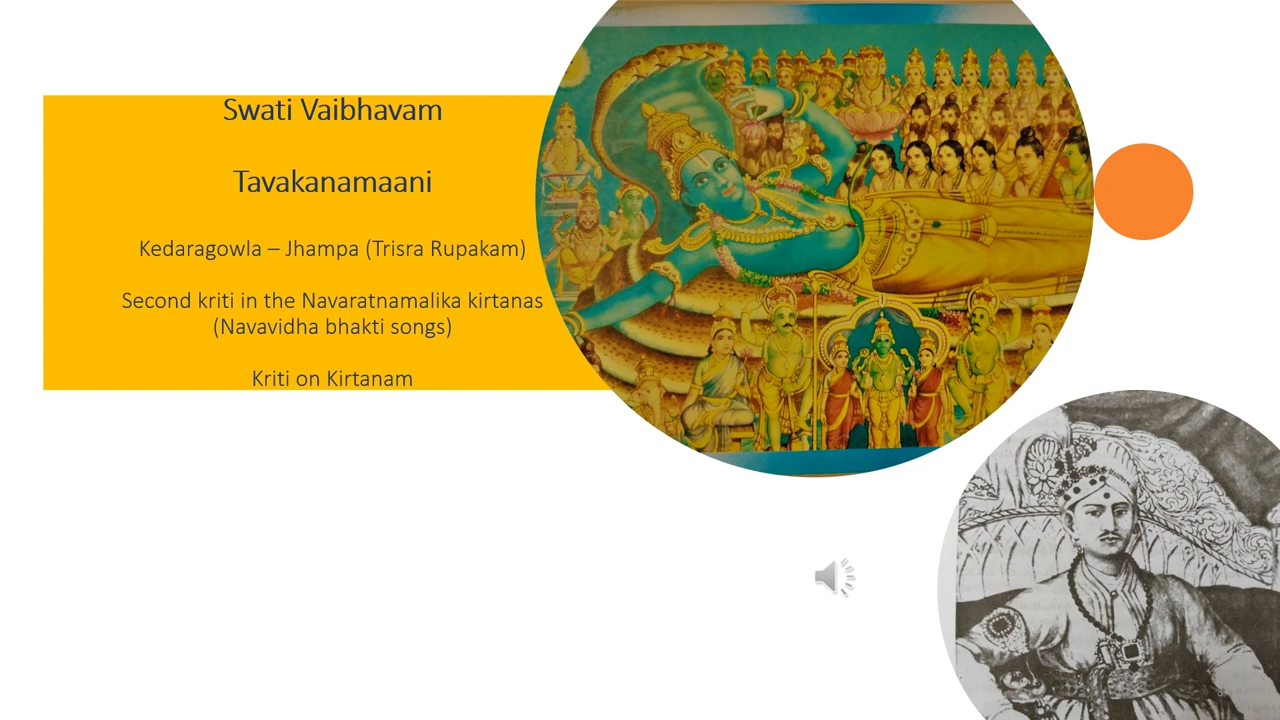 Swati Vaibhavam
Tavakanamaani
Kedaragowla – Jhampa (Trisra Rupakam)
Second kriti in the Navaratnamalika kirtanas
(Navavidha bhakti songs)
Kriti on Kirtanam